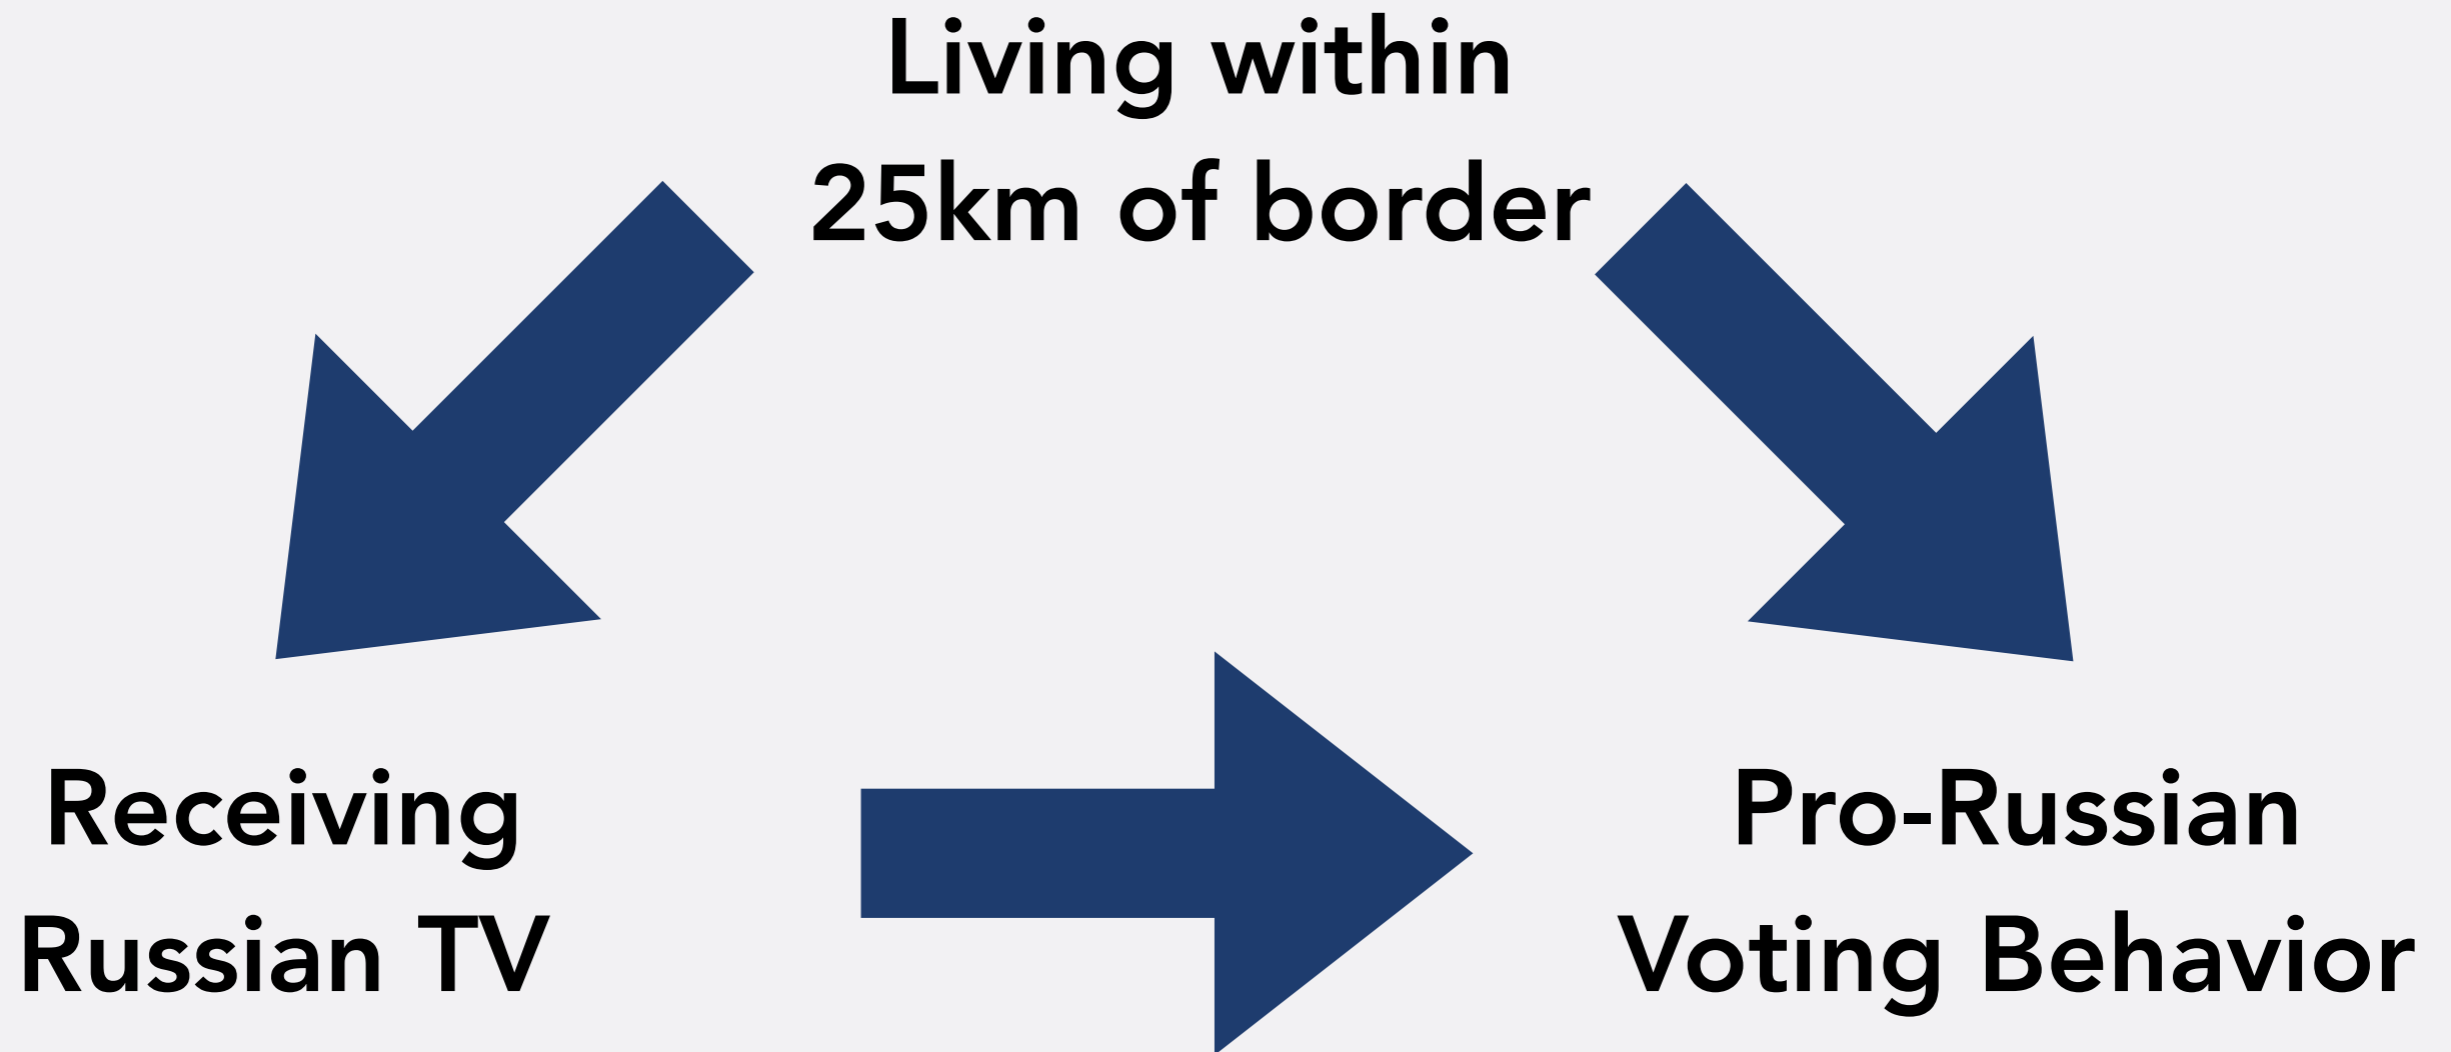 Living within
25km of border
Receiving
Russian TV
Pro-Russian
Voting Behavior